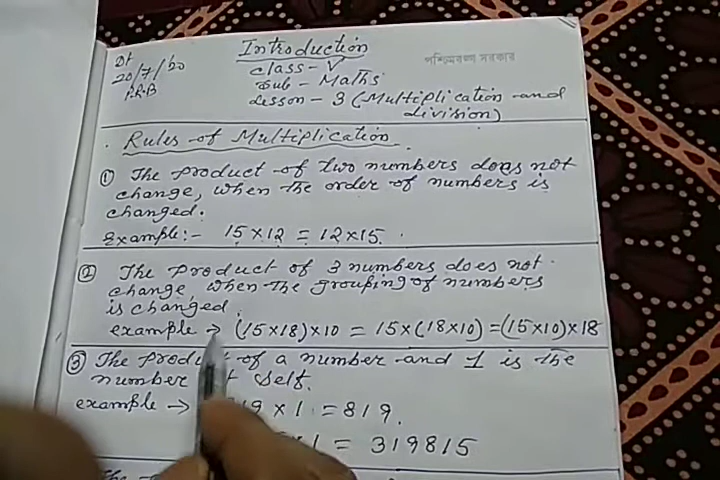 Introduction
Dt
20/7/20
P.R.B
class - V
Sub - Maths
Lesson - 3 (Multiplication and
division)
পশ্চিমবঙ্গ সরকার
Rules of Multiplication.
① The product of two numbers does not
change, when the order of numbers is
changed.
Example:- 15×12 = 12×15.
② The product of 3 numbers does not
change, when the grouping of numbers
is changed.
example → (15×18)×10 = 15×(18×10) = (15×10)×18
③ The product of a number and 1 is the
number self.
example → 819 × 1 = 819.
1 = 319815
The